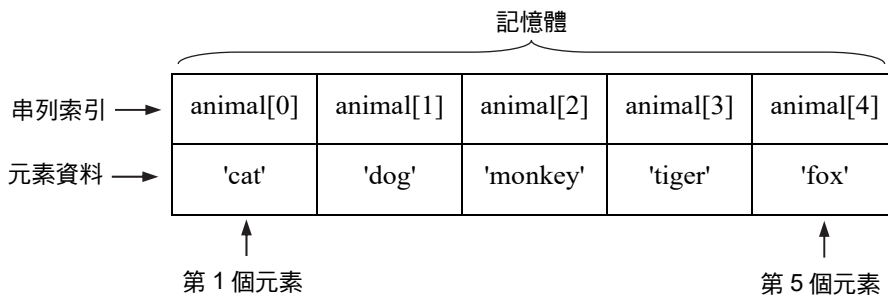 記憶體
串列索引 animal[0] animal[1] animal[2] animal[3] animal[4]
元素資料 'cat' 'dog' 'monkey' 'tiger' 'fox'
第 1 個元素 第 5 個元素